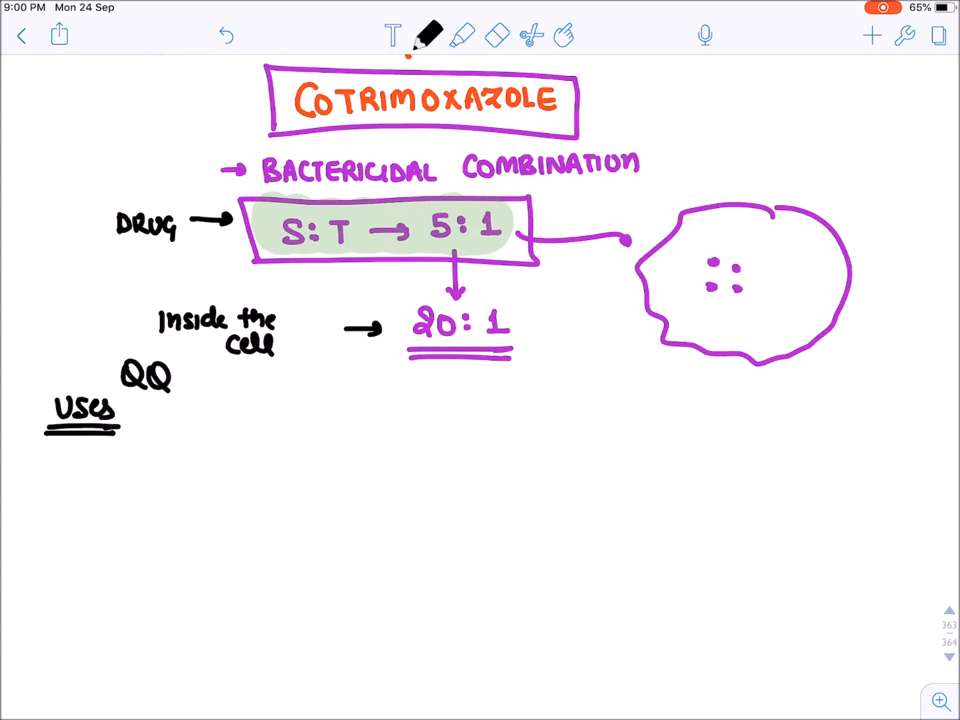 9:00 PM Mon 24 Sep
65%
T
COTRIMOXAZOLE
→ BACTERICIDAL COMBINATION
DRUG → S: T → 5: 1
Inside the cell → 20: 1
QQ
Uses
363
364